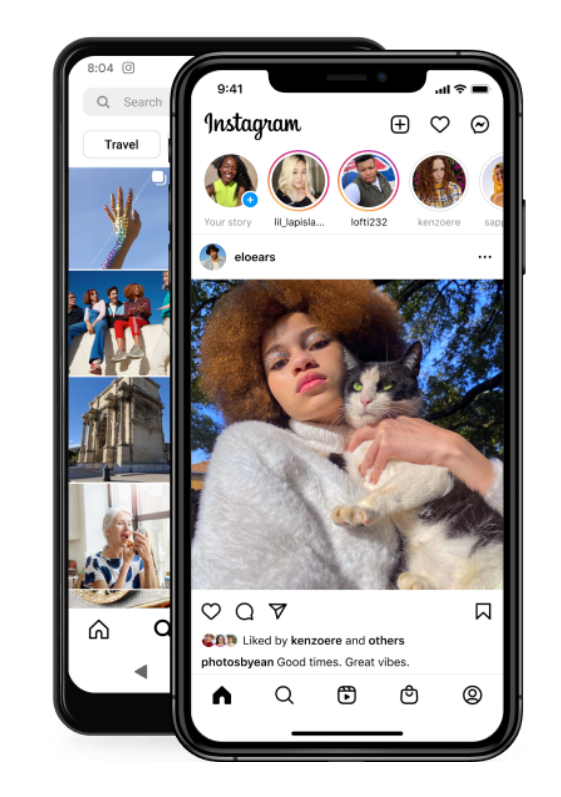 8:04
Search
Travel
9:41
Instagram
Your story
lil_lapisla...
lofti232
kenzoere
eloears
Liked by kenzoere and others
photosbyean Good times. Great vibes.